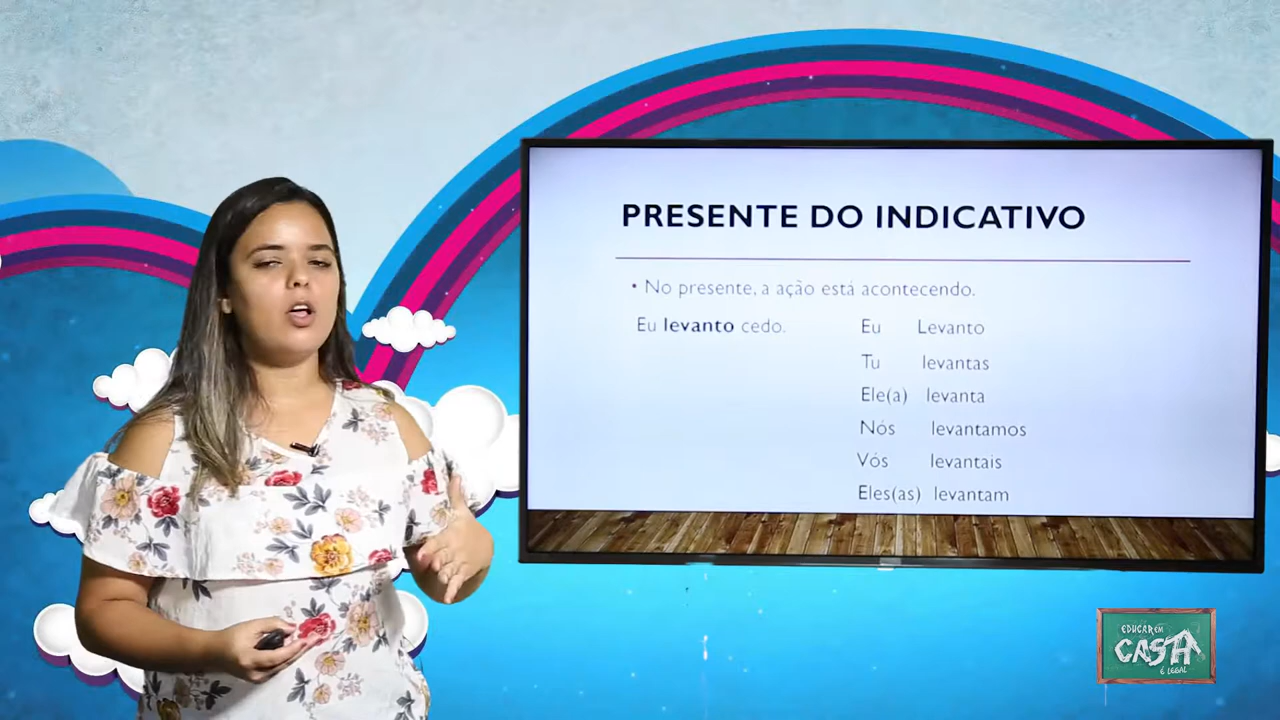 PRESENTE DO INDICATIVO
• No presente, a ação está acontecendo.
Eu levanto cedo.
Eu Levanto
Tu levantas
Ele(a) levanta
Nós levantamos
Vós levantais
Eles(as) levantam
EDUCAR EM
CASA
É LEGAL